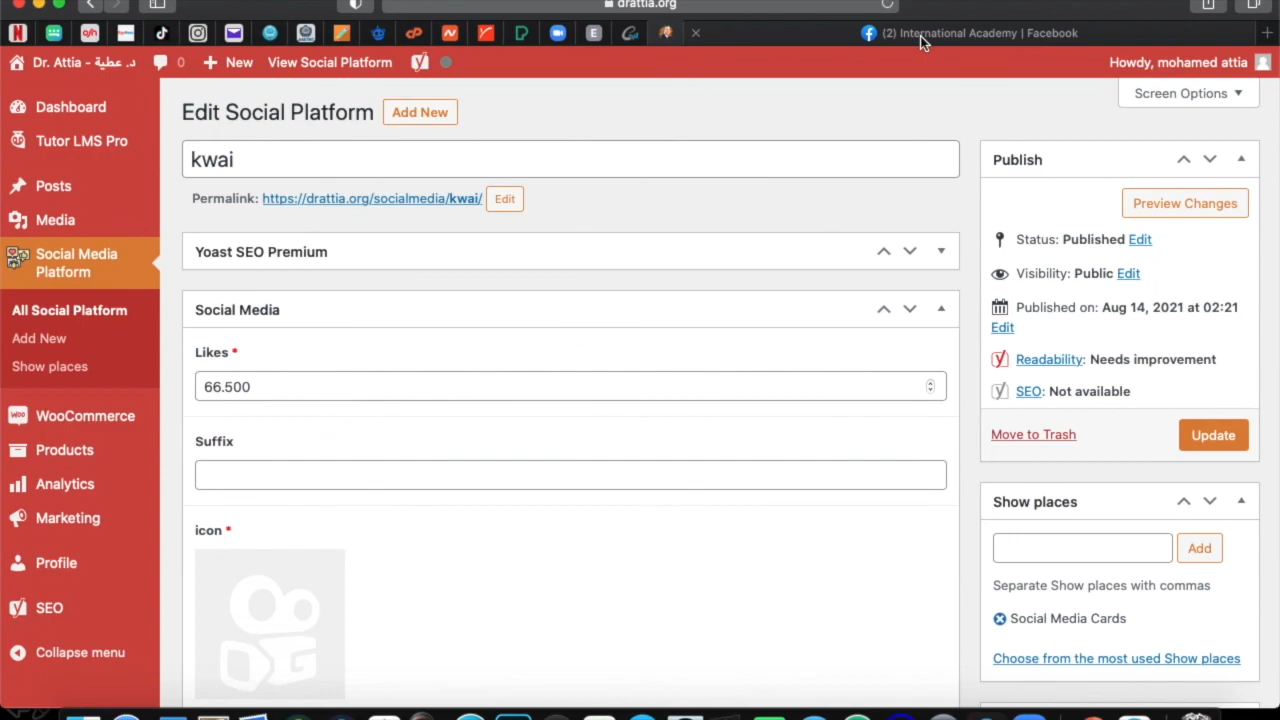 drattia.org
(2) International Academy | Facebook
Dr. Attia - د. عطية
0
New
View Social Platform
Howdy, mohamed attia
Dashboard
Tutor LMS Pro
Posts
Media
Social Media
Platform
All Social Platform
Add New
Show places
WooCommerce
Products
Analytics
Marketing
Profile
SEO
Collapse menu
Screen Options
Edit Social Platform
Add New
kwai
Permalink: https://drattia.org/socialmedia/kwai/
Edit
Yoast SEO Premium
Social Media
Likes *
66.500
Suffix
icon *
Publish
Preview Changes
Status: Published Edit
Visibility: Public Edit
Published on: Aug 14, 2021 at 02:21
Edit
Readability: Needs improvement
SEO: Not available
Move to Trash
Update
Show places
Add
Separate Show places with commas
Social Media Cards
Choose from the most used Show places